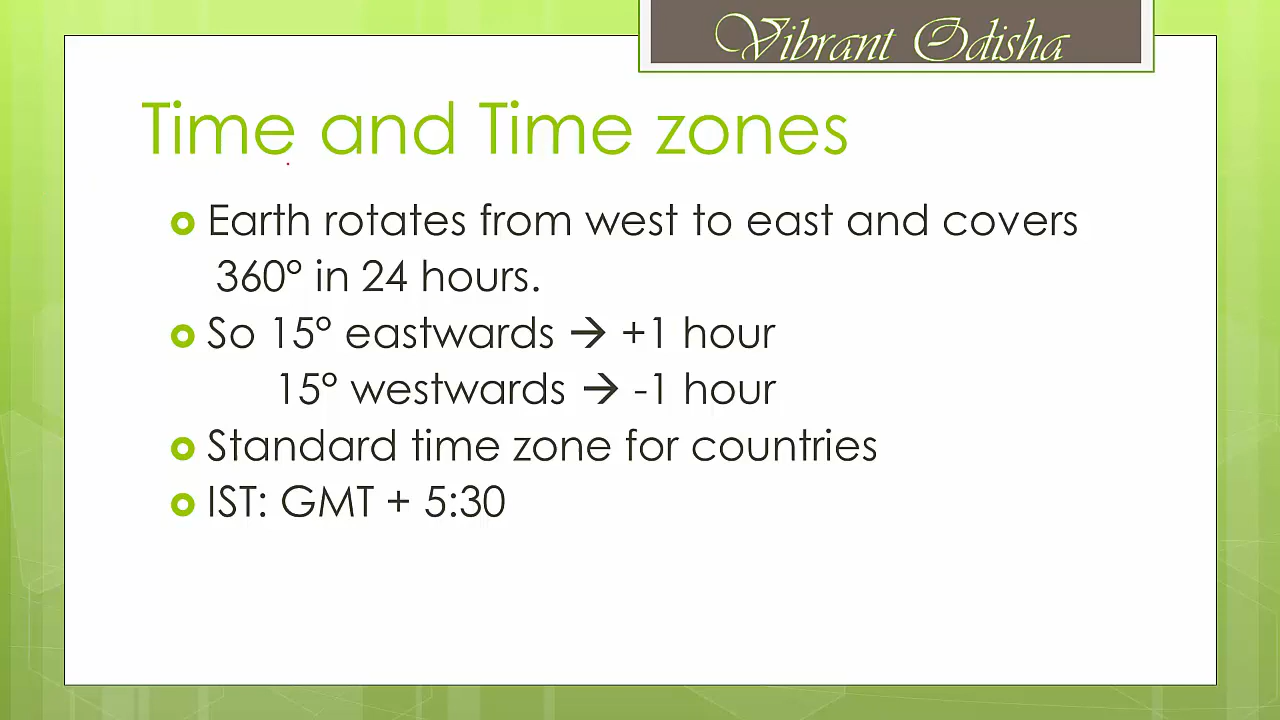 Vibrant Odisha
Time and Time zones
Earth rotates from west to east and covers
360° in 24 hours.
So 15° eastwards → +1 hour
15° westwards → -1 hour
Standard time zone for countries
IST: GMT + 5:30